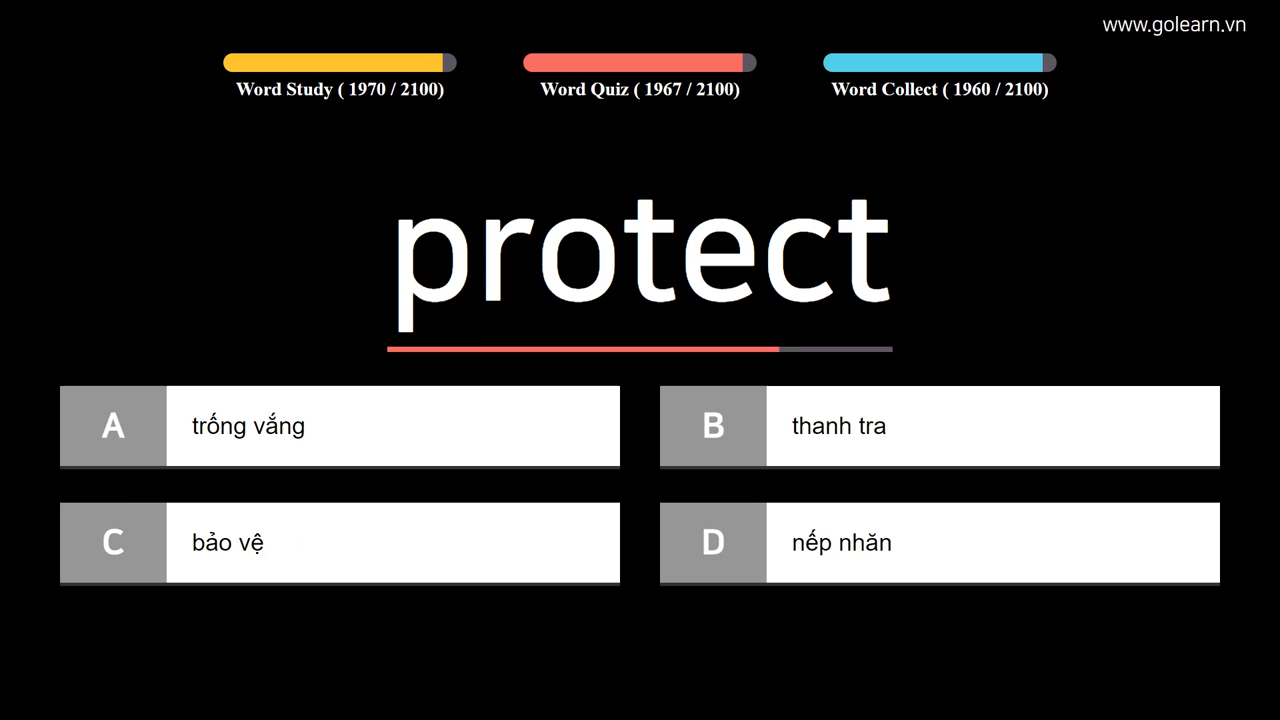 www.golearn.vn
Word Study ( 1970 / 2100)
Word Quiz ( 1967 / 2100)
Word Collect ( 1960 / 2100)
protect
A trống vắng
B thanh tra
C bảo vệ
D nếp nhăn